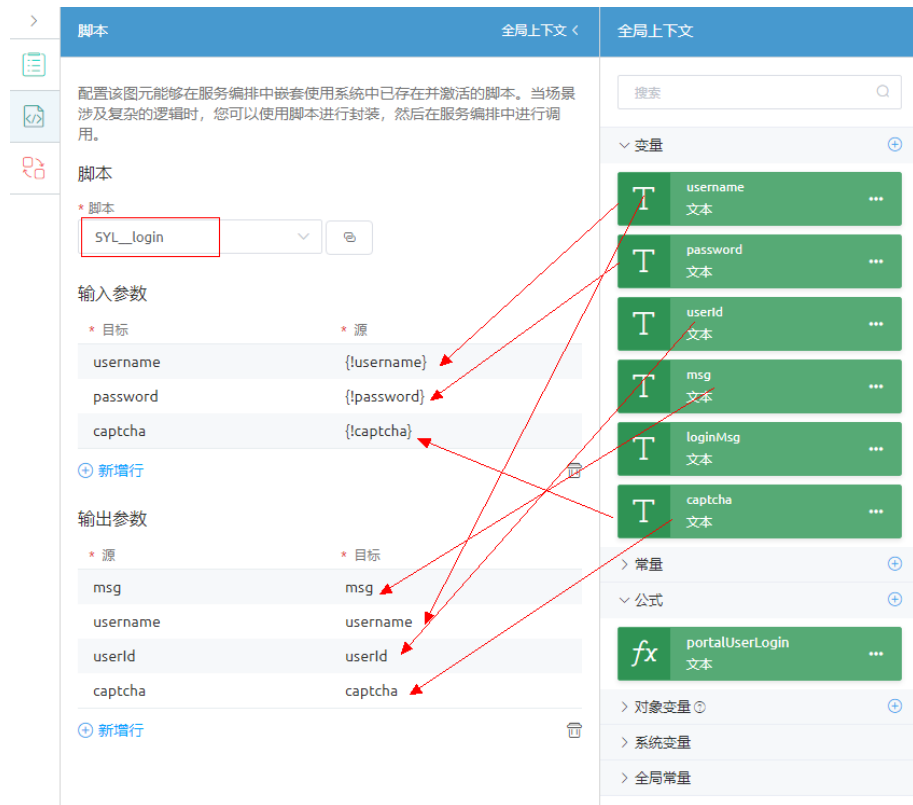 脚本
全局上下文
配置该图元能够在服务编排中嵌套使用系统中已存在并激活的脚本。当场景
涉及复杂的逻辑时，您可以使用脚本进行封装，然后在服务编排中进行调
用。
脚本
* 脚本
SYL__login
输入参数
* 目标 * 源
username {!username}
password {!password}
captcha {!captcha}
新增行
输出参数
* 源 * 目标
msg msg
username username
userId userId
captcha captcha
新增行
全局上下文
搜索
变量
T username
文本
T password
文本
T userId
文本
T msg
文本
T loginMsg
文本
T captcha
文本
常量
公式
fx portalUserLogin
文本
对象变量
系统变量
全局常量